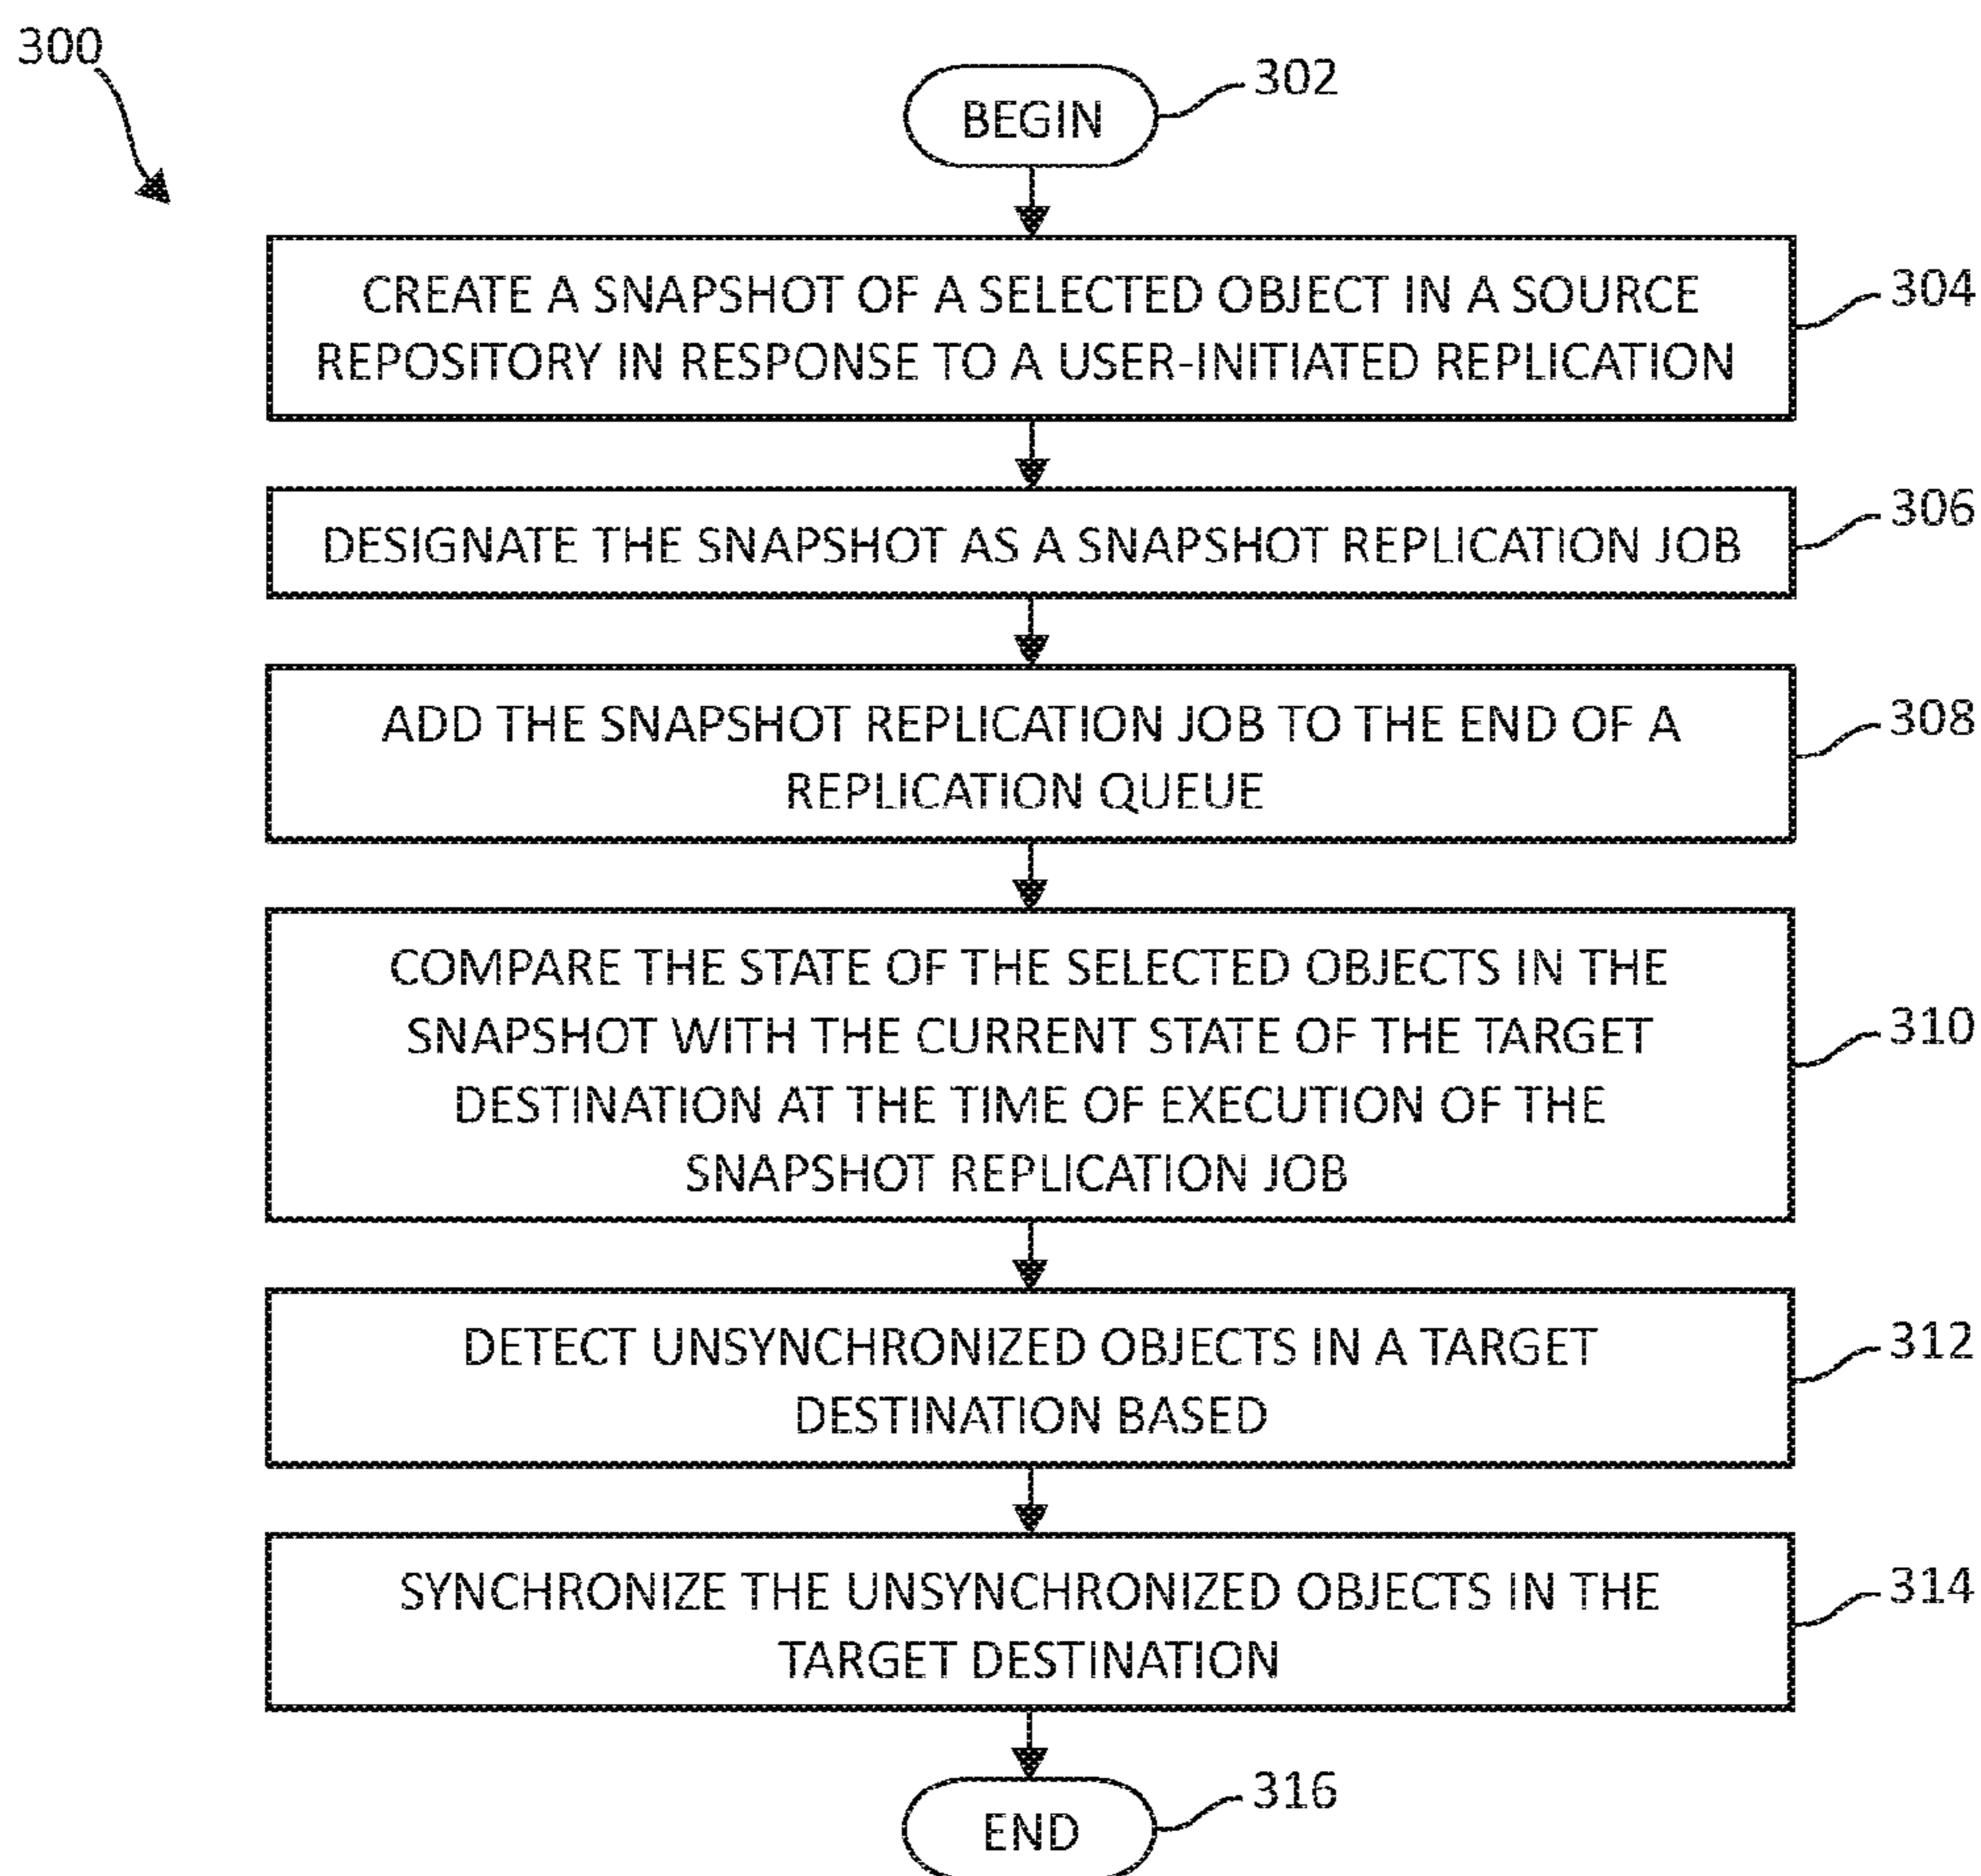 300
BEGIN
302
CREATE A SNAPSHOT OF A SELECTED OBJECT IN A SOURCE
REPOSITORY IN RESPONSE TO A USER-INITIATED REPLICATION
304
DESIGNATE THE SNAPSHOT AS A SNAPSHOT REPLICATION JOB
306
ADD THE SNAPSHOT REPLICATION JOB TO THE END OF A
REPLICATION QUEUE
308
COMPARE THE STATE OF THE SELECTED OBJECTS IN THE
SNAPSHOT WITH THE CURRENT STATE OF THE TARGET
DESTINATION AT THE TIME OF EXECUTION OF THE
SNAPSHOT REPLICATION JOB
310
DETECT UNSYNCHRONIZED OBJECTS IN A TARGET
DESTINATION BASED
312
SYNCHRONIZE THE UNSYNCHRONIZED OBJECTS IN THE
TARGET DESTINATION
314
END
316